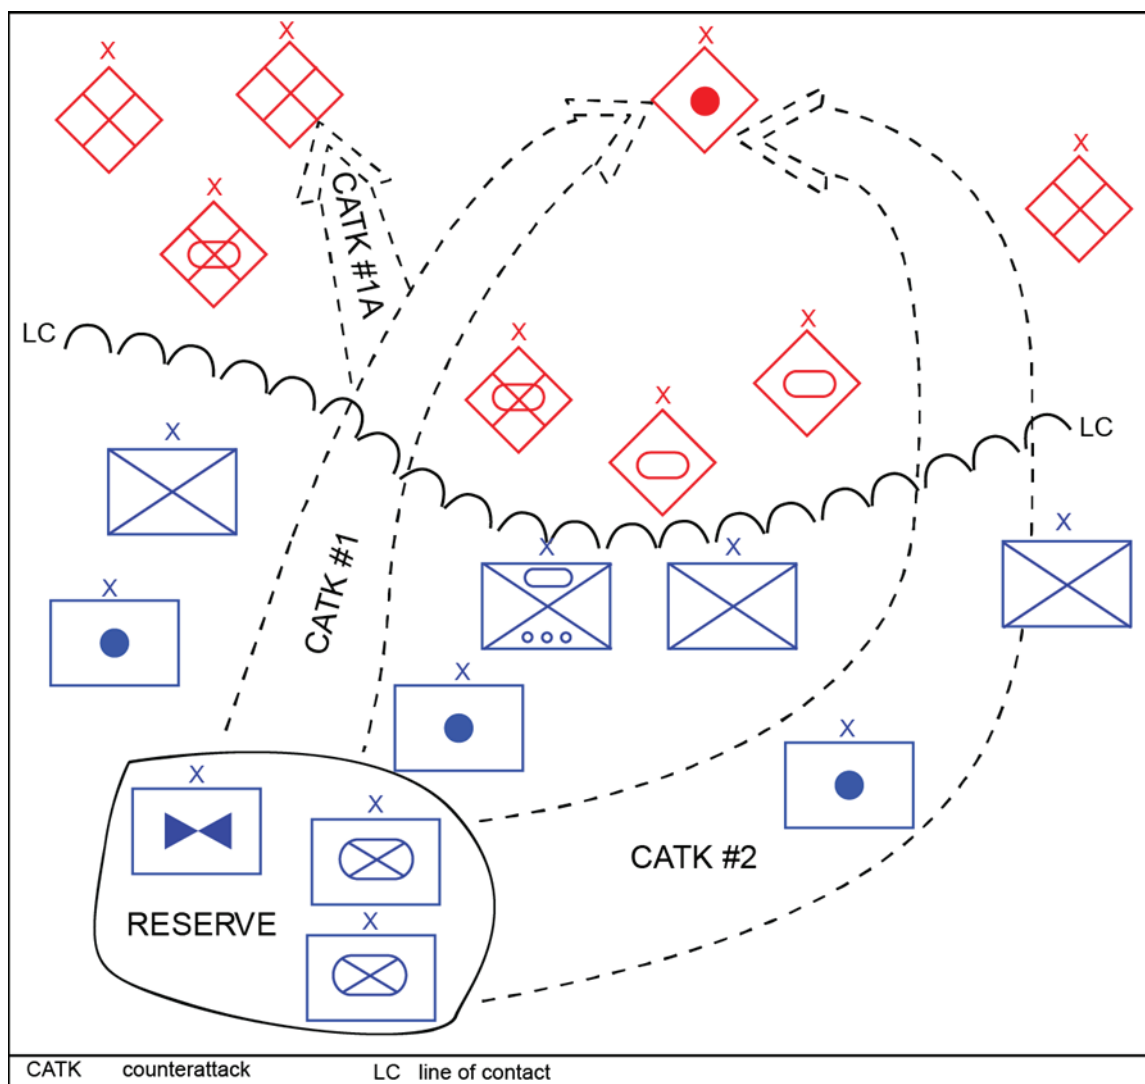 X
X
X
X
X
CATK #1A
LC
X
X
X
LC
X
X
X
X
CATK #1
X
X
X
X
X
CATK #2
RESERVE
X
CATK counterattack LC line of contact